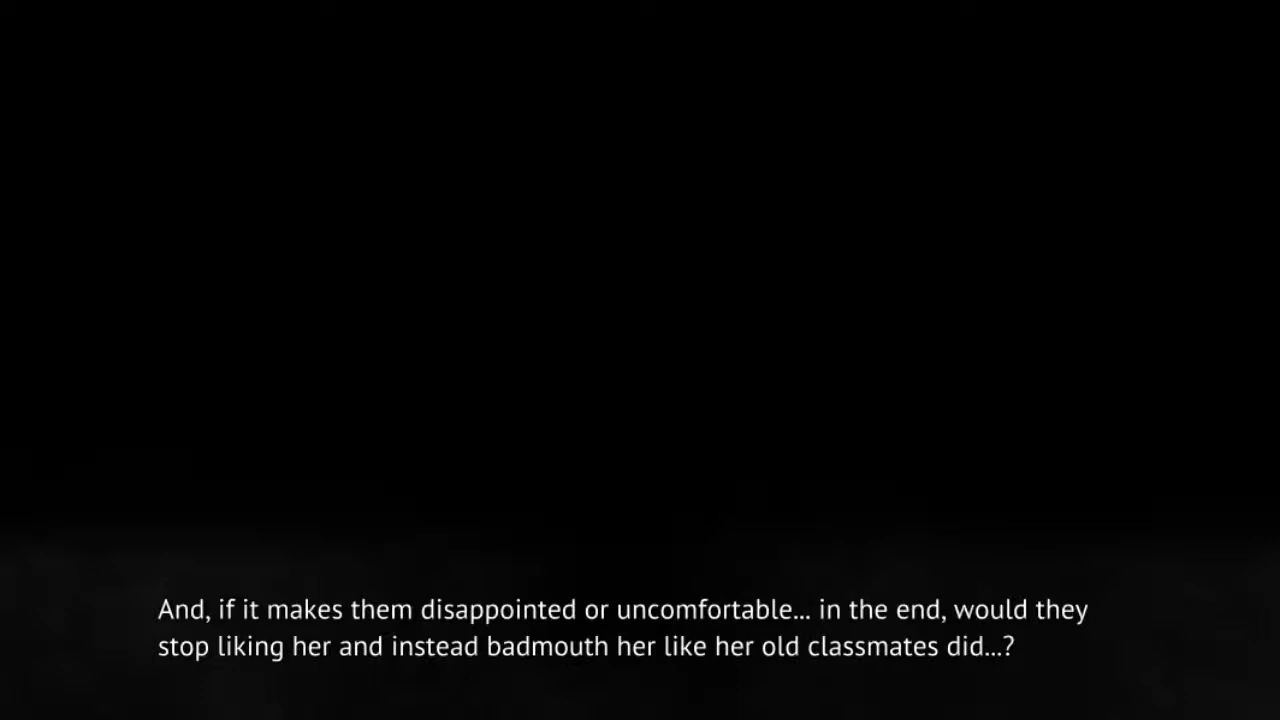 And, if it makes them disappointed or uncomfortable... in the end, would they
stop liking her and instead badmouth her like her old classmates did...?